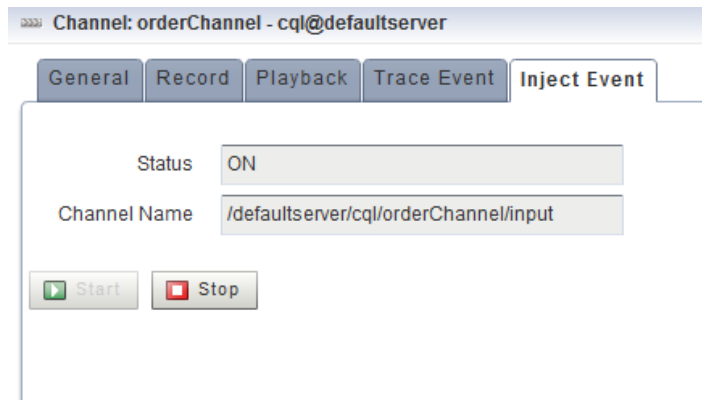 Channel: orderChannel - cql@defaultserver
General Record Playback Trace Event Inject Event
Status ON
Channel Name /defaultserver/cql/orderChannel/input
Start Stop